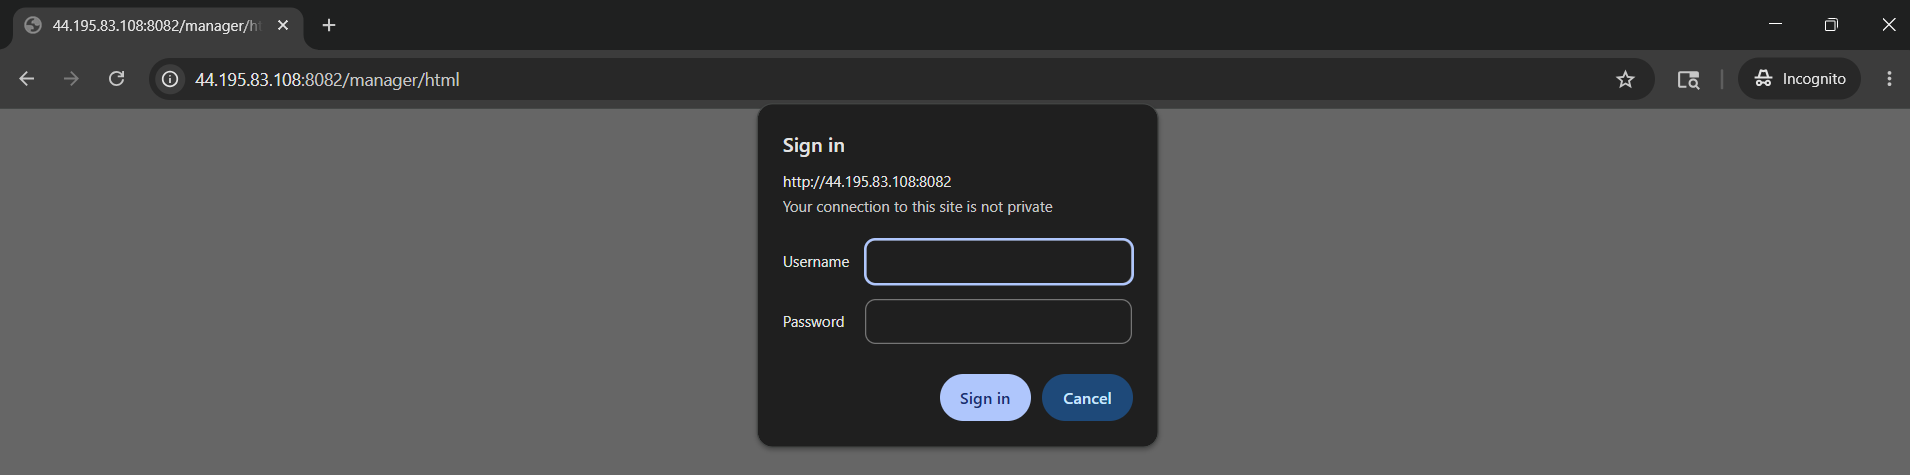 44.195.83.108:8082/manager/h
44.195.83.108:8082/manager/html
Incognito
Sign in
http://44.195.83.108:8082
Your connection to this site is not private
Username
Password
Sign in
Cancel